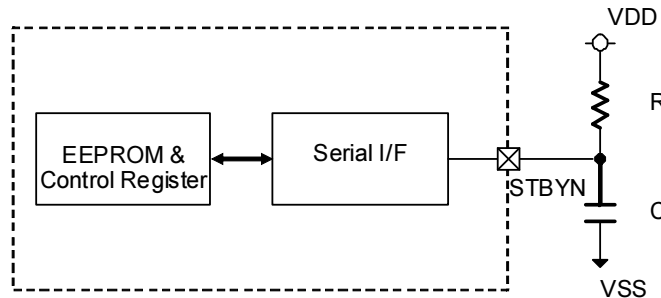 VDD
R
EEPROM &
Control Register
Serial I/F
STBYN
C
VSS